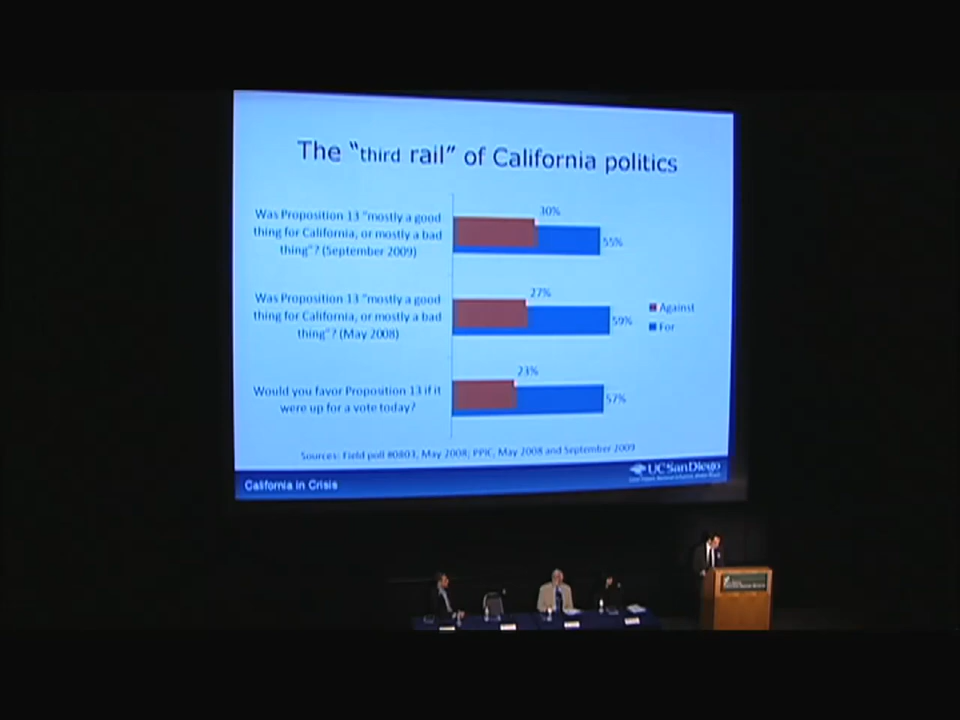 The "third rail" of California politics
Was Proposition 13 "mostly a good
thing for California, or mostly a bad
thing"? (September 2009)
30%
55%
Was Proposition 13 "mostly a good
thing for California, or mostly a bad
thing"? (May 2008)
27%
59%
Against
For
Would you favor Proposition 13 if it
were up for a vote today?
23%
57%
Sources: Field poll #0803, May 2008; PPIC, May 2008 and September 2009
California in Crisis
UC San Diego